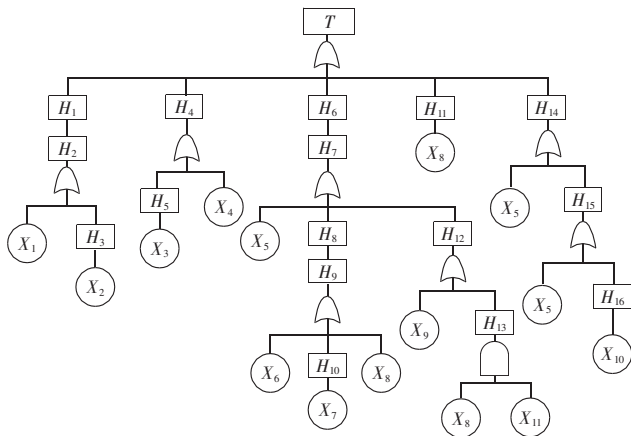 T
H1 H4 H6 H11 H14
H2 H7 X8
H5 X4 X5 H15
X1 H3 X3 X5 H8 H12
X2 H9 X5 H16
X9 H13
X6 H10 X8 X10
X7 X8 X11